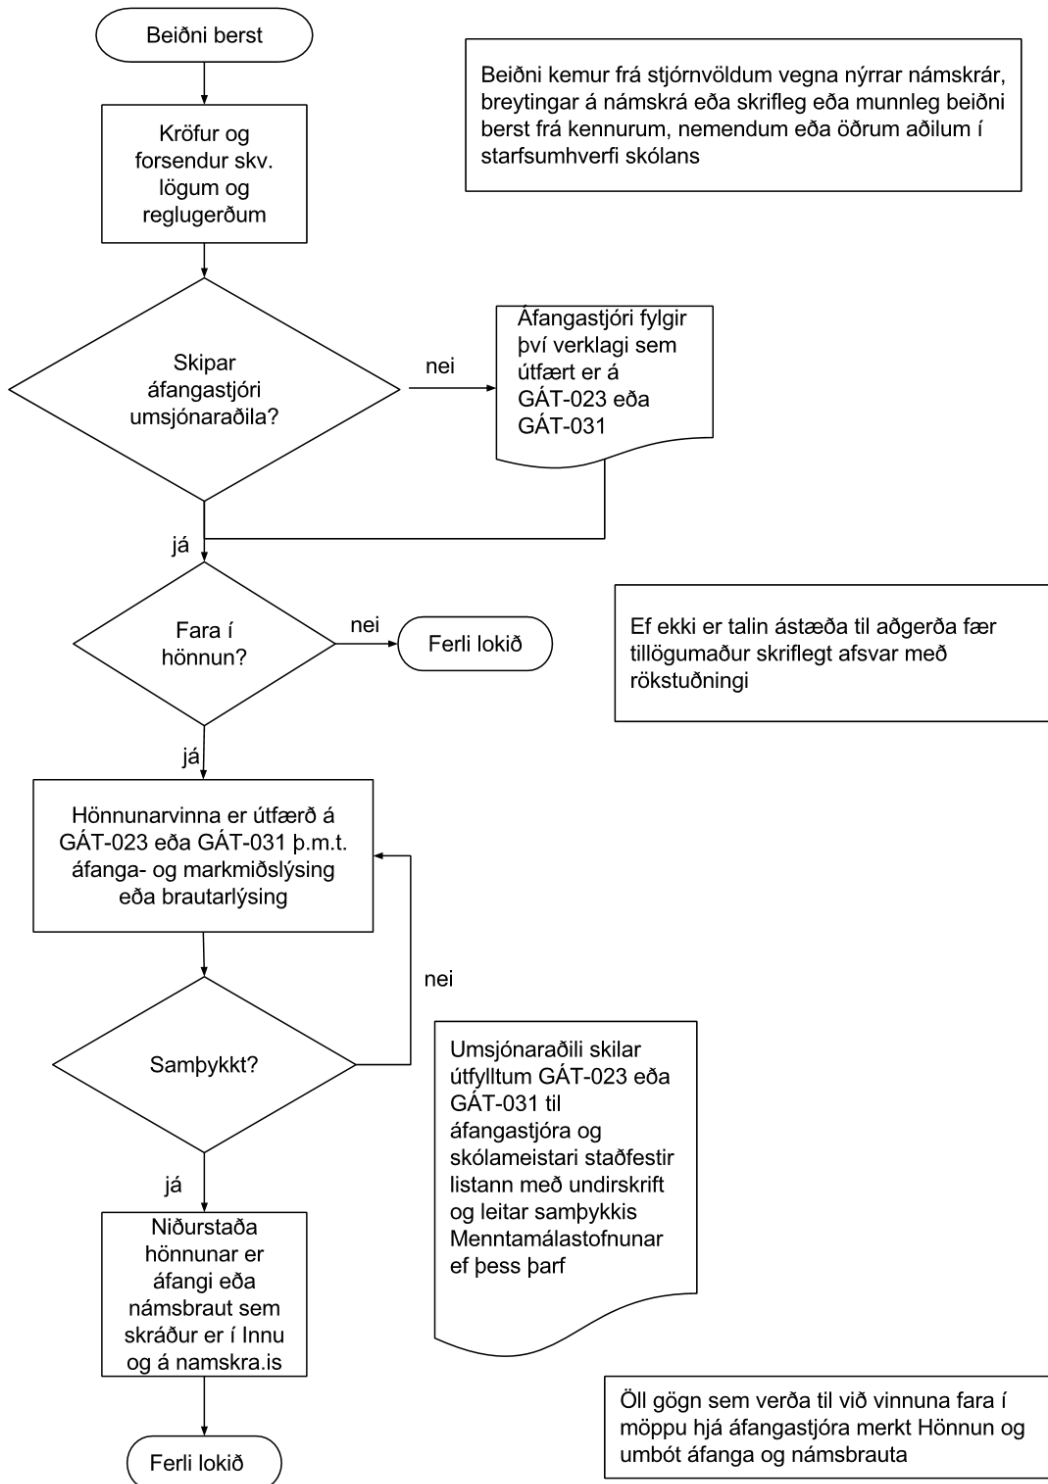 Beiðni berst
Beiðni kemur frá stjórnvöldum vegna nýrrar námskrár,
breytingar á námskrá eða skrifleg eða munnleg beiðni
berst frá kennurum, nemendum eða öðrum aðilum í
starfsumhverfi skólans
Kröfur og
forsendur skv.
lögum og
reglugerðum
Skipar
áfangastjóri
umsjónaraðila?
nei
Áfangastjóri fylgir
því verklagi sem
útfært er á
GÁT-023 eða
GÁT-031
já
Fara í
hönnun?
nei
Ferli lokið
Ef ekki er talin ástæða til aðgerða fær
tillögumaður skriflegt afsvar með
rökstuðningi
já
Hönnunarvinna er útfærð á
GÁT-023 eða GÁT-031 þ.m.t.
áfanga- og markmiðslýsing
eða brautarlýsing
nei
Samþykkt?
Umsjónaraðili skilar
útfylltum GÁT-023 eða
GÁT-031 til
áfangastjóra og
skólameistari staðfestir
listann með undirskrift
og leitar samþykkis
Menntamálastofnunar
ef þess þarf
já
Niðurstaða
hönnunar er
áfangi eða
námsbraut sem
skráður er í Innu
og á namskra.is
Öll gögn sem verða til við vinnuna fara í
möppu hjá áfangastjóra merkt Hönnun og
umbót áfanga og námsbrauta
Ferli lokið